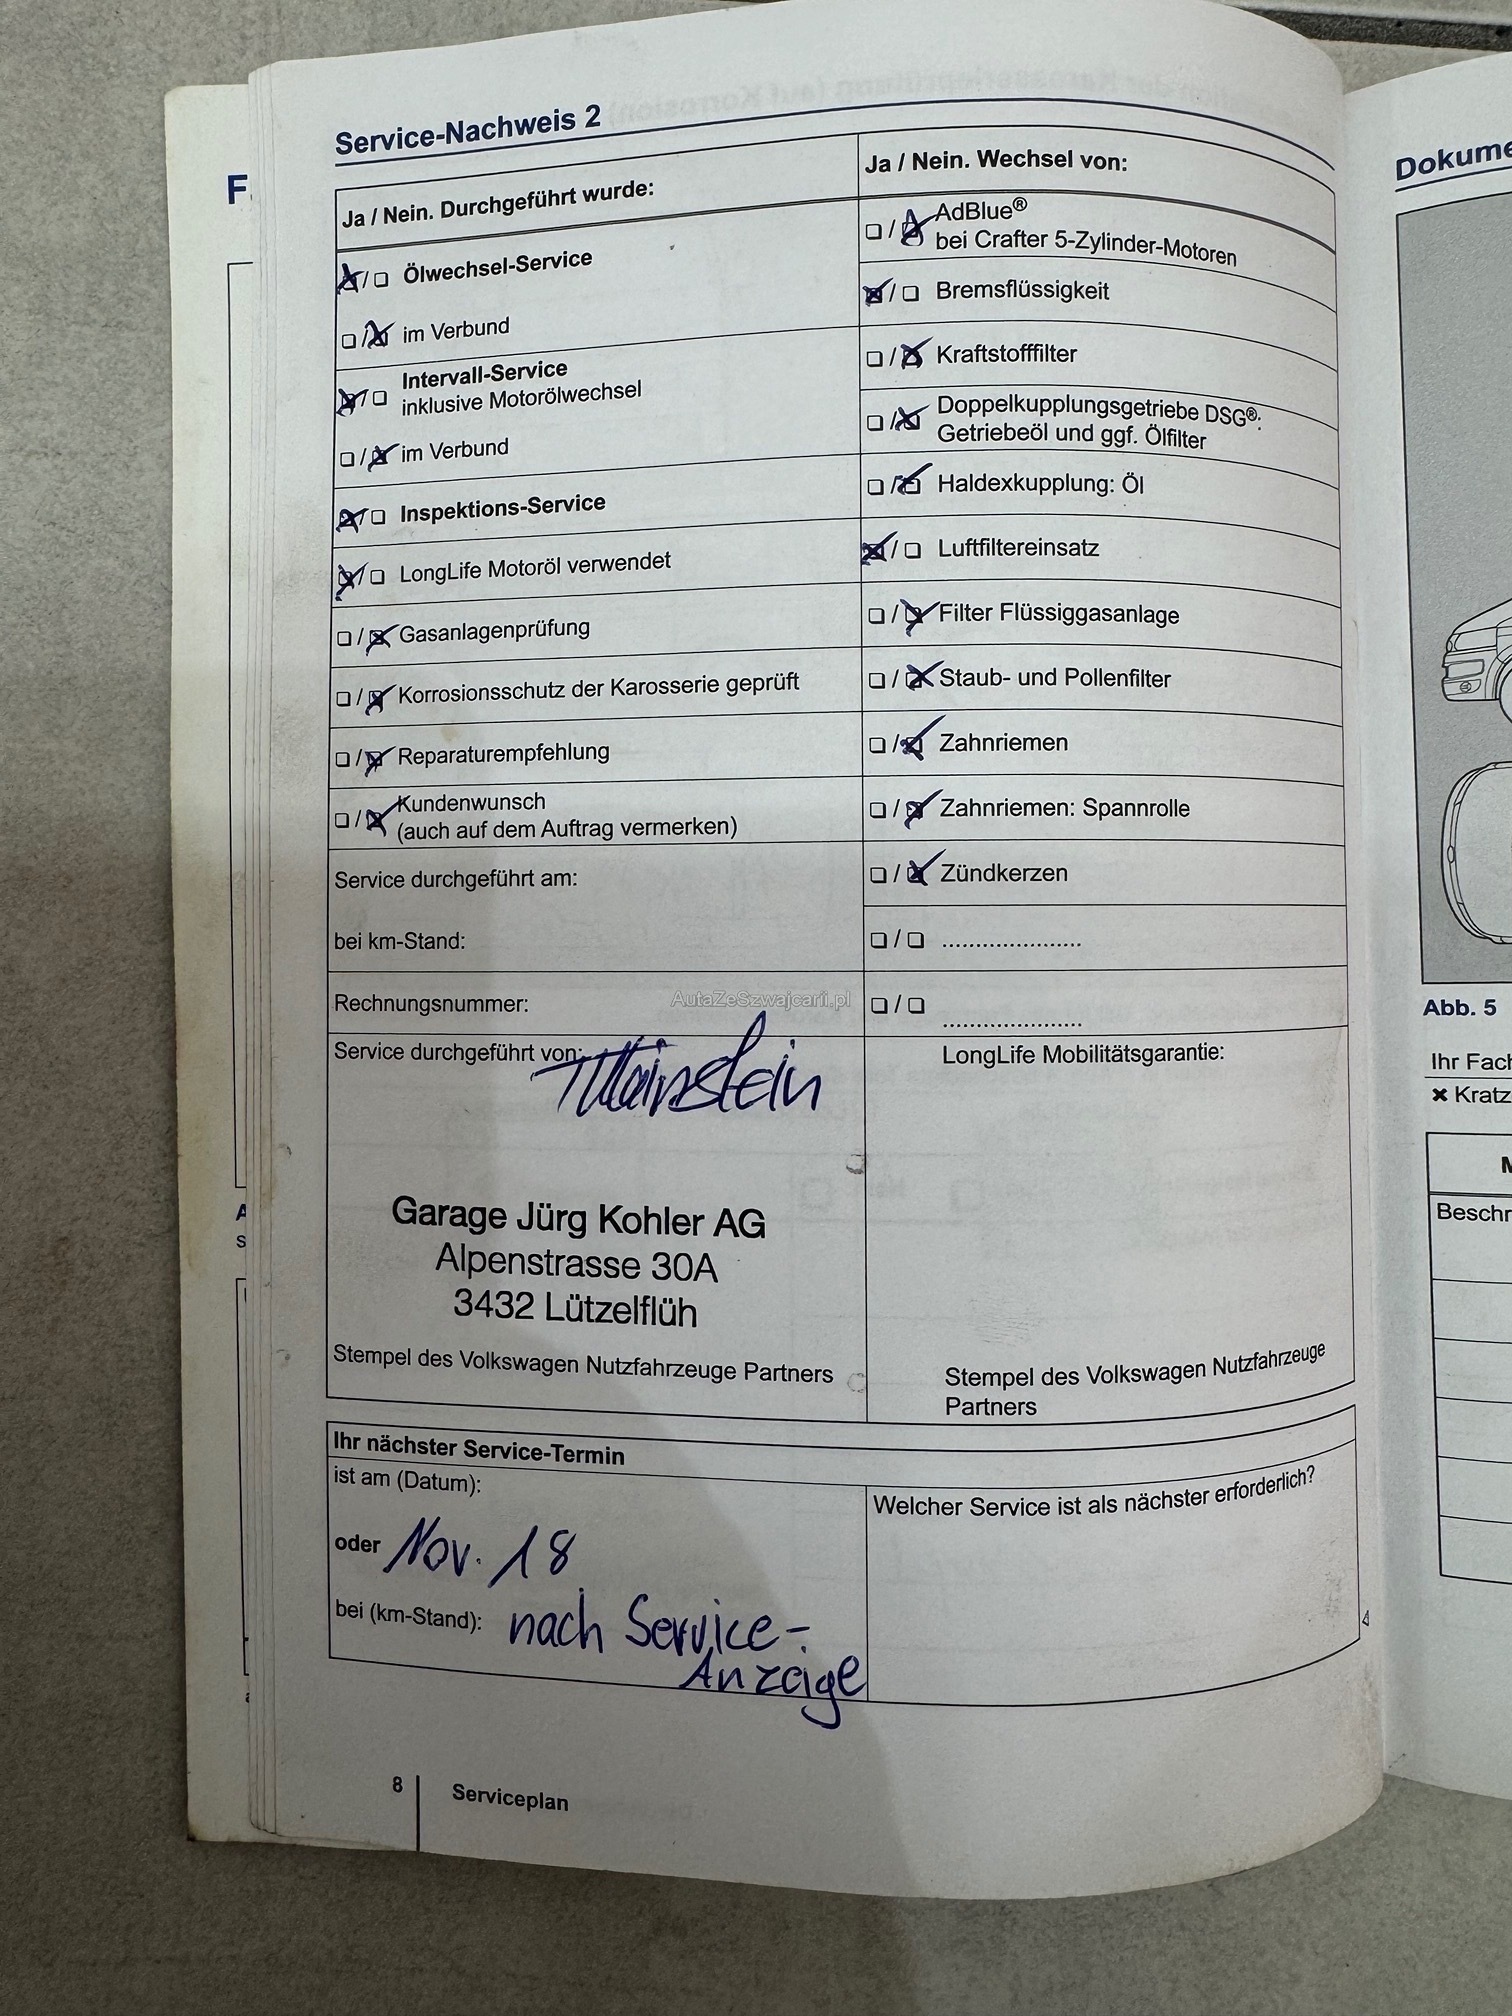 Service-Nachweis 2
Ja / Nein. Durchgeführt wurde:
Ölwechsel-Service
im Verbund
Intervall-Service
inklusive Motorölwechsel
im Verbund
Inspektions-Service
LongLife Motoröl verwendet
Gasanlagenprüfung
Korrosionsschutz der Karosserie geprüft
Reparaturempfehlung
Kundenwunsch
(auch auf dem Auftrag vermerken)
Service durchgeführt am:
bei km-Stand:
Rechnungsnummer:
Ja / Nein. Wechsel von:
AdBlue®
bei Crafter 5-Zylinder-Motoren
Bremsflüssigkeit
Kraftstofffilter
Doppelkupplungsgetriebe DSG®:
Getriebeöl und ggf. Ölfilter
Haldexkupplung: Öl
Luftfiltereinsatz
Filter Flüssiggasanlage
Staub- und Pollenfilter
Zahnriemen
Zahnriemen: Spannrolle
Zündkerzen
AutaZeSzwajcarii.pl
Service durchgeführt von:
Garage Jürg Kohler AG
Alpenstrasse 30A
3432 Lützelflüh
Stempel des Volkswagen Nutzfahrzeuge Partners
LongLife Mobilitätsgarantie:
Stempel des Volkswagen Nutzfahrzeuge
Partners
Ihr nächster Service-Termin
ist am (Datum):
oder Nov. 18
bei (km-Stand): nach Service-
Anzeige
Welcher Service ist als nächster erforderlich?
8 Serviceplan
Dokume
Abb. 5
Ihr Fach
Kratz
Beschr